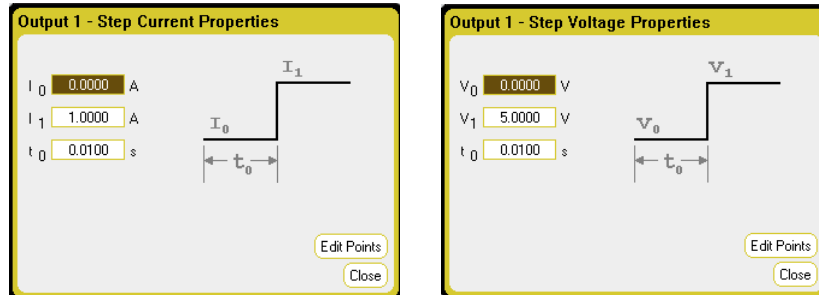 Output 1 - Step Current Properties
I 0 0.0000 A
I 1 1.0000 A
t 0 0.0100 s
I1
I0
t0
Edit Points
Close
Output 1 - Step Voltage Properties
V0 0.0000 V
V1 5.0000 V
t 0 0.0100 s
V1
V0
t0
Edit Points
Close